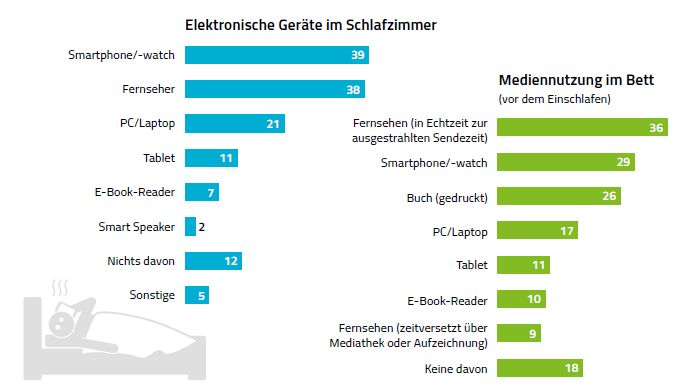 Elektronische Geräte im Schlafzimmer
Smartphone/-watch 39
Fernseher 38
PC/Laptop 21
Tablet 11
E-Book-Reader 7
Smart Speaker 2
Nichts davon 12
Sonstige 5
Mediennutzung im Bett
(vor dem Einschlafen)
Fernsehen (in Echtzeit zur
ausgestrahlten Sendezeit) 36
Smartphone/-watch 29
Buch (gedruckt) 26
PC/Laptop 17
Tablet 11
E-Book-Reader 10
Fernsehen (zeitversetzt über
Mediathek oder Aufzeichnung) 9
Keine davon 18